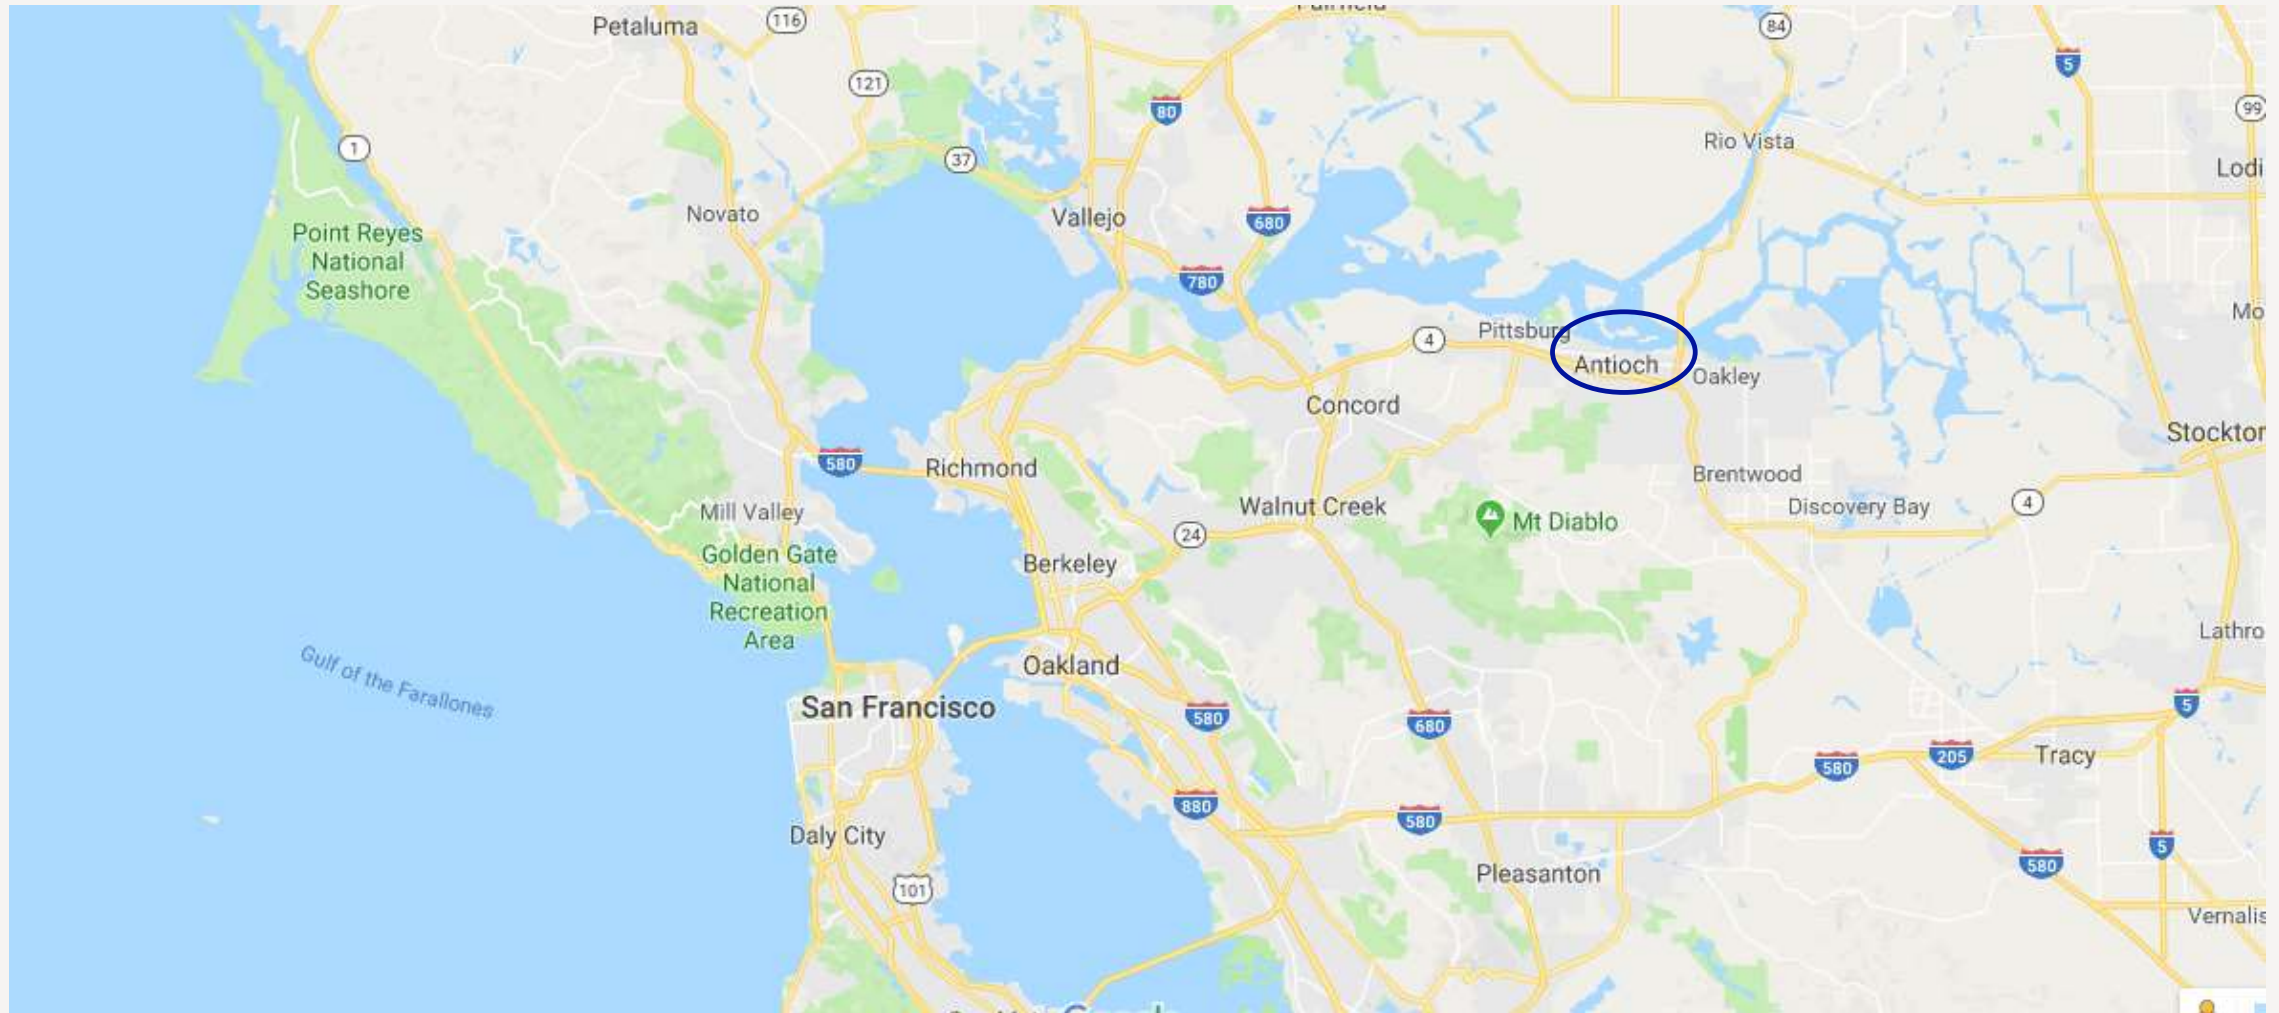 Petaluma
116
84
5
121
80
99
Rio Vista
1
37
Lodi
Novato
Vallejo
680
Point Reyes
National
Seashore
780
Mo
Pittsburg
4
Antioch
Oakley
Concord
Stockton
580
Richmond
Brentwood
Walnut Creek
Discovery Bay
4
Mill Valley
Mt Diablo
24
Golden Gate
National
Recreation
Area
Berkeley
Lathro
Gulf of the Farallones
Oakland
San Francisco
580
680
5
580
205
Tracy
880
580
Daly City
5
580
Pleasanton
101
Vernalis